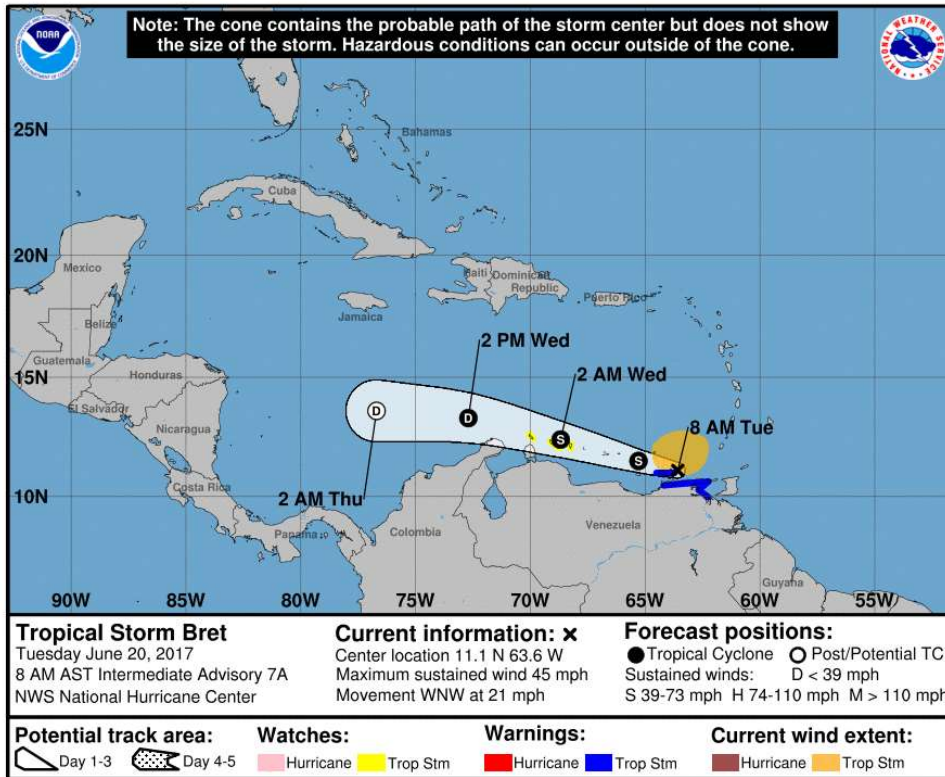 Note: The cone contains the probable path of the storm center but does not show
the size of the storm. Hazardous conditions can occur outside of the cone.
NOAA
NATIONAL WEATHER SERVICE
25N
Bahamas
Cuba
20N
Mexico
Haiti
Dominican
Republic
Puerto Rico
Belize
Jamaica
2 PM Wed
Guatemala
Honduras
15N
2 AM Wed
El Salvador
D
D
S
8 AM Tue
Nicaragua
S
2 AM Thu
10N
Costa Rica
Panama
Colombia
Venezuela
Guyana
90W 85W 80W 75W 70W 65W 60W 55W
Tropical Storm Bret
Tuesday June 20, 2017
8 AM AST Intermediate Advisory 7A
NWS National Hurricane Center
Current information: x
Center location 11.1 N 63.6 W
Maximum sustained wind 45 mph
Movement WNW at 21 mph
Forecast positions:
Tropical Cyclone Post/Potential TC
Sustained winds: D < 39 mph
S 39-73 mph H 74-110 mph M > 110 mph
Potential track area:
Day 1-3 Day 4-5
Watches:
Hurricane Trop Stm
Warnings:
Hurricane Trop Stm
Current wind extent:
Hurricane Trop Stm